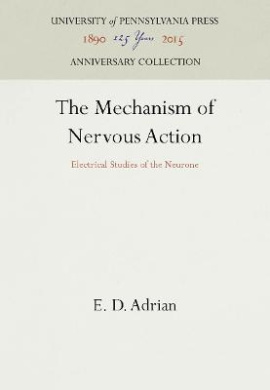 UNIVERSITY of PENNSYLVANIA PRESS
1890 125 Years 2015
ANNIVERSARY COLLECTION
The Mechanism of
Nervous Action
Electrical Studies of the Neurone
E. D. Adrian